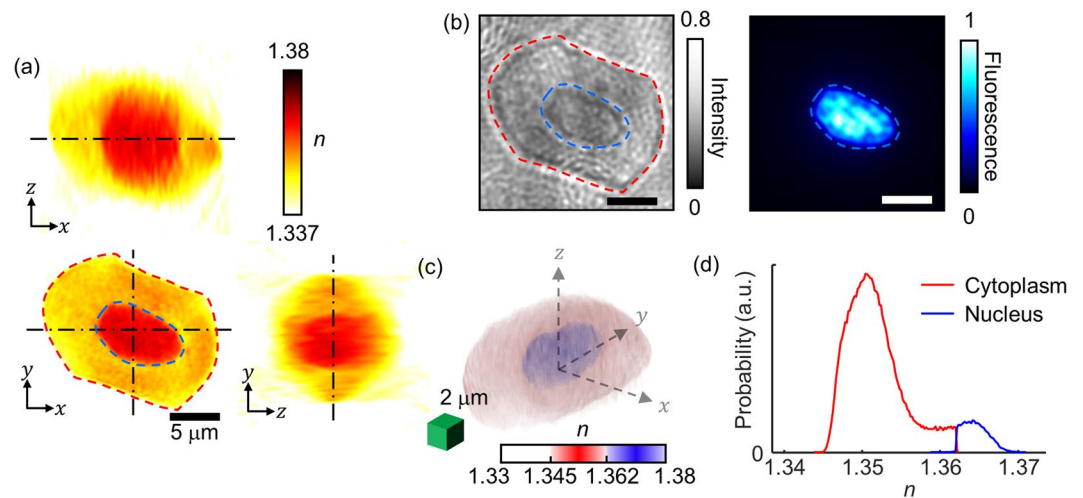 (a)
1.38
n
1.337
z
x
y
x
5 μm
y
z
(b)
0.8
Intensity
0
1
Fluorescence
0
(c)
z
y
x
2 μm
n
1.33 1.345 1.362 1.38
(d)
Probability (a.u.)
Cytoplasm
Nucleus
0
1.34 1.35 1.36 1.37
n